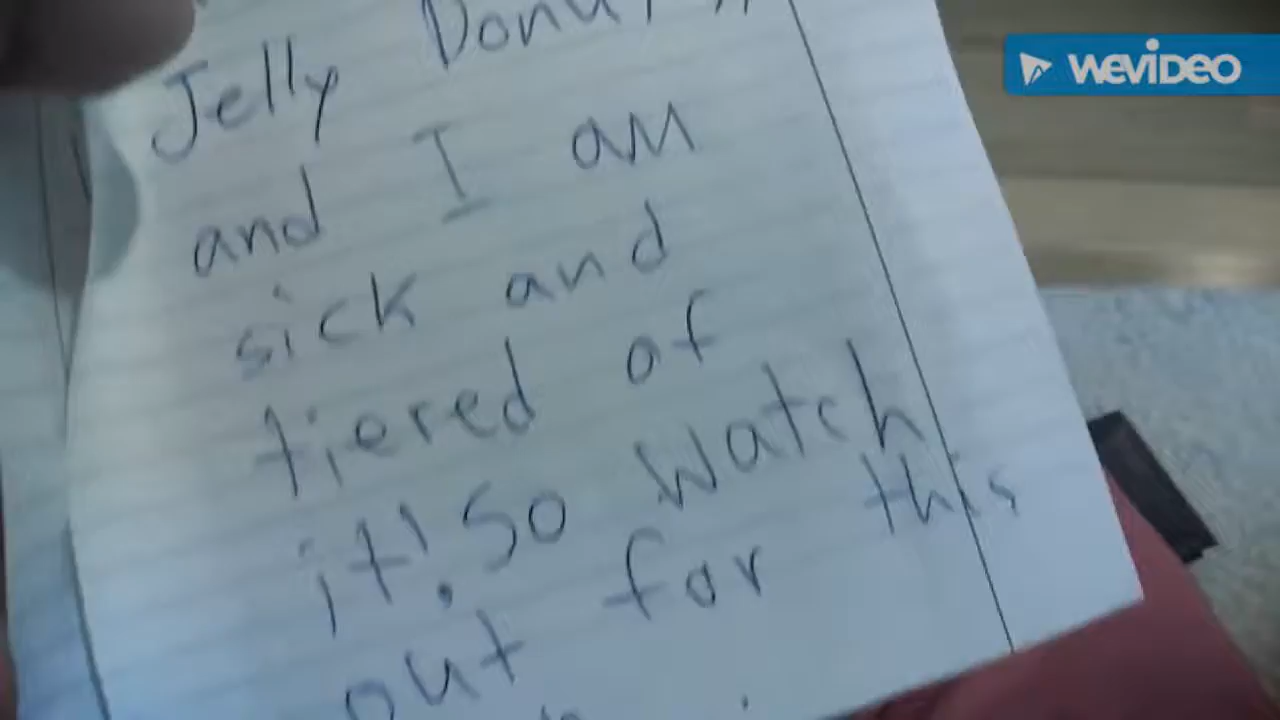 Jelly Donut
WEVIDEO
and I am
sick and
tiered of
it! So Watch
out for this